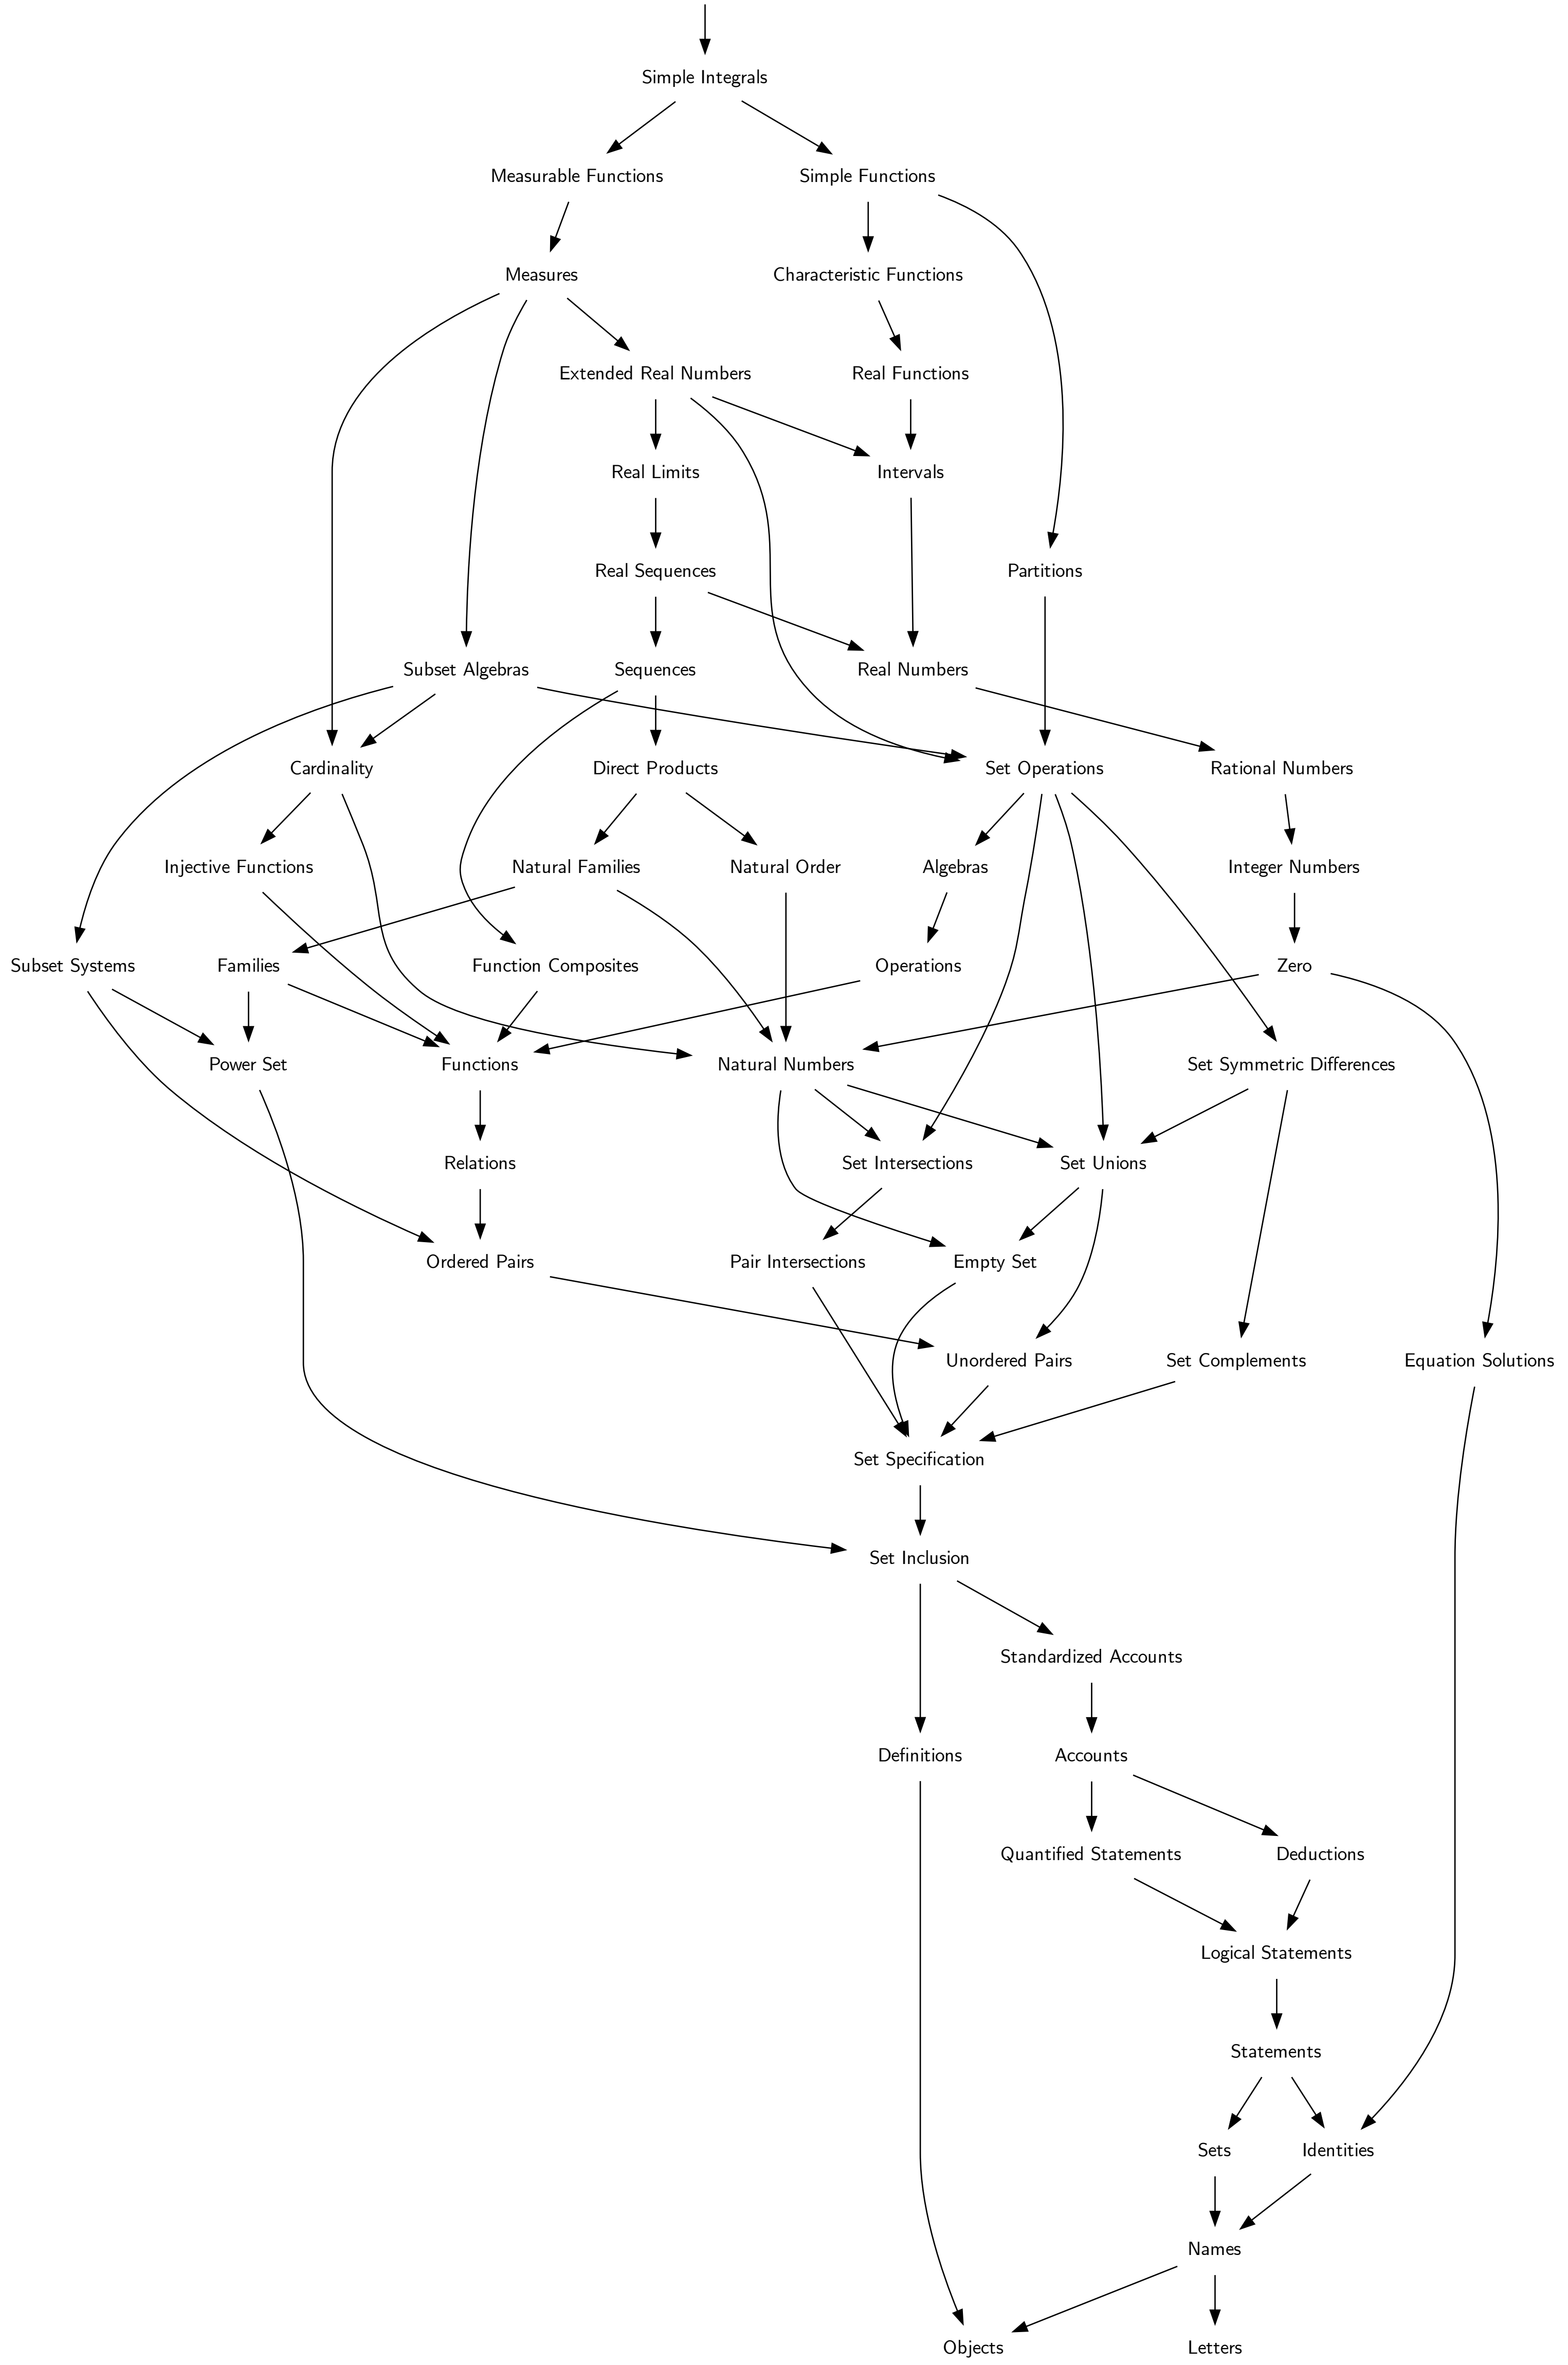 Simple Integrals
Measurable Functions
Simple Functions
Measures
Characteristic Functions
Extended Real Numbers
Real Functions
Real Limits
Intervals
Real Sequences
Partitions
Subset Algebras
Sequences
Real Numbers
Cardinality
Direct Products
Set Operations
Rational Numbers
Injective Functions
Natural Families
Natural Order
Algebras
Integer Numbers
Subset Systems
Families
Function Composites
Operations
Zero
Power Set
Functions
Natural Numbers
Set Symmetric Differences
Relations
Set Intersections
Set Unions
Ordered Pairs
Pair Intersections
Empty Set
Unordered Pairs
Set Complements
Equation Solutions
Set Specification
Set Inclusion
Standardized Accounts
Definitions
Accounts
Quantified Statements
Deductions
Logical Statements
Statements
Sets
Identities
Names
Objects
Letters